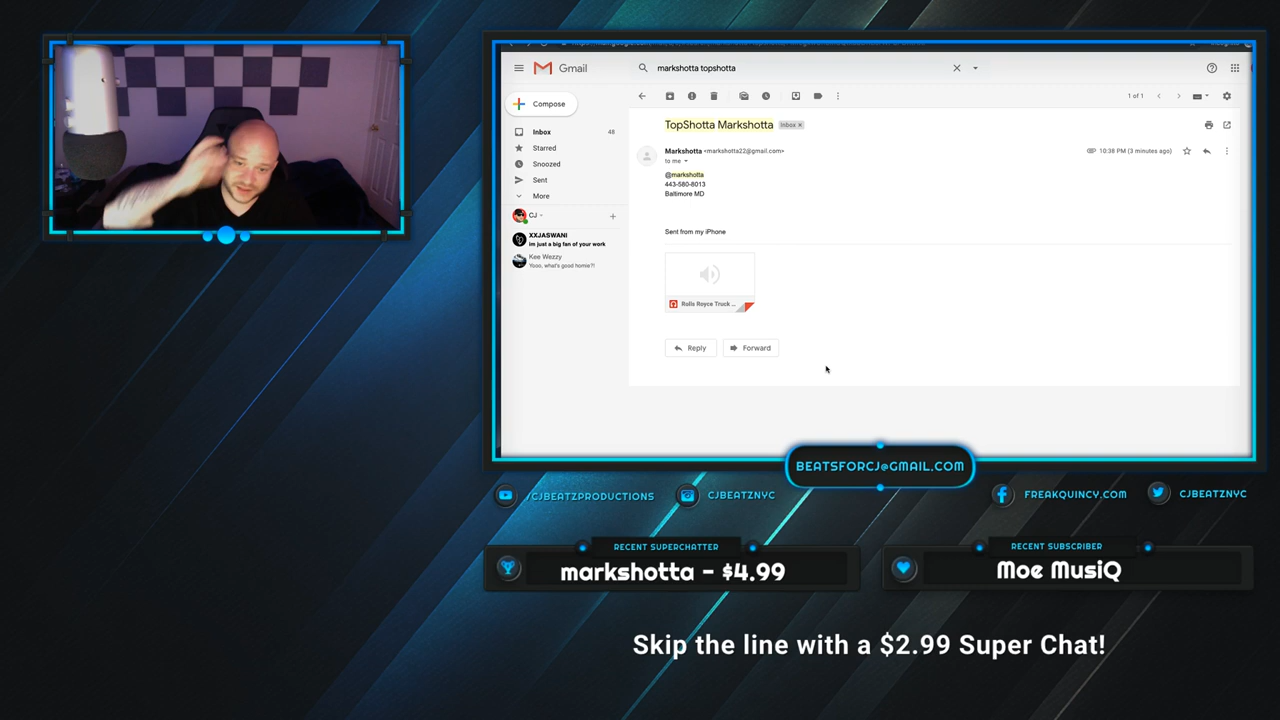 Gmail
markshotta topshotta
Compose
1 of 1
Inbox 48
Starred
Snoozed
Sent
More
CJ
XXJASWANI
im just a big fan of your work
Kee Wezzy
Yooo, what's good homie?!
TopShotta Markshotta Inbox x
Markshotta <markshotta22@gmail.com> 10:38 PM (3 minutes ago)
to me
@markshotta
443-580-8013
Baltimore MD
Sent from my iPhone
Rolls Royce Truck ...
Reply Forward
BEATSFORCJ@GMAIL.COM
/CJBEATZPRODUCTIONS CJBEATZNYC FREAKQUINCY.COM CJBEATZNYC
RECENT SUPERCHATTER
markshotta - $4.99
RECENT SUBSCRIBER
Moe MusiQ
Skip the line with a $2.99 Super Chat!